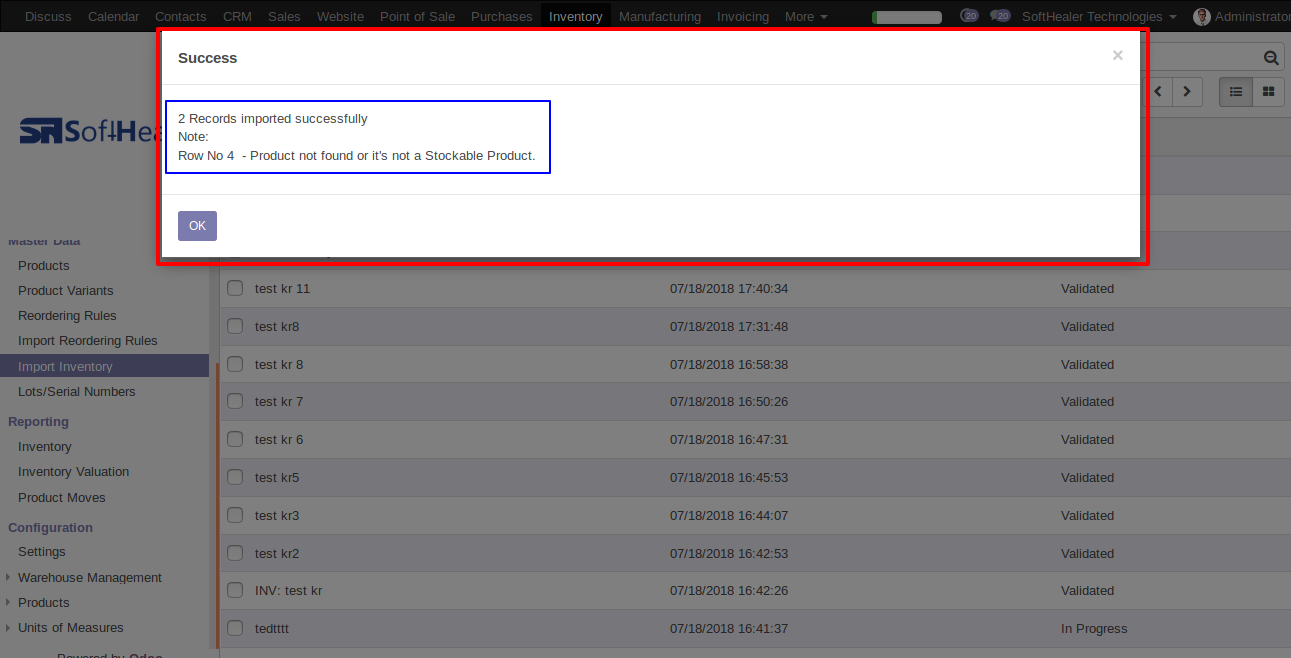 Discuss Calendar Contacts CRM Sales Website Point of Sale Purchases Inventory Manufacturing Invoicing More 20 20 SoftHealer Technologies Administrator
Success ×
2 Records imported successfully
Note:
Row No 4 - Product not found or it's not a Stockable Product.
OK
Master Data
Products
Product Variants
Reordering Rules
Import Reordering Rules
Import Inventory
Lots/Serial Numbers
Reporting
Inventory
Inventory Valuation
Product Moves
Configuration
Settings
Warehouse Management
Products
Units of Measures
Powered by Odoo
test kr 11 07/18/2018 17:40:34 Validated
test kr8 07/18/2018 17:31:48 Validated
test kr 8 07/18/2018 16:58:38 Validated
test kr 7 07/18/2018 16:50:26 Validated
test kr 6 07/18/2018 16:47:31 Validated
test kr5 07/18/2018 16:45:53 Validated
test kr3 07/18/2018 16:44:07 Validated
test kr2 07/18/2018 16:42:53 Validated
INV: test kr 07/18/2018 16:42:26 Validated
tedtttt 07/18/2018 16:41:37 In Progress